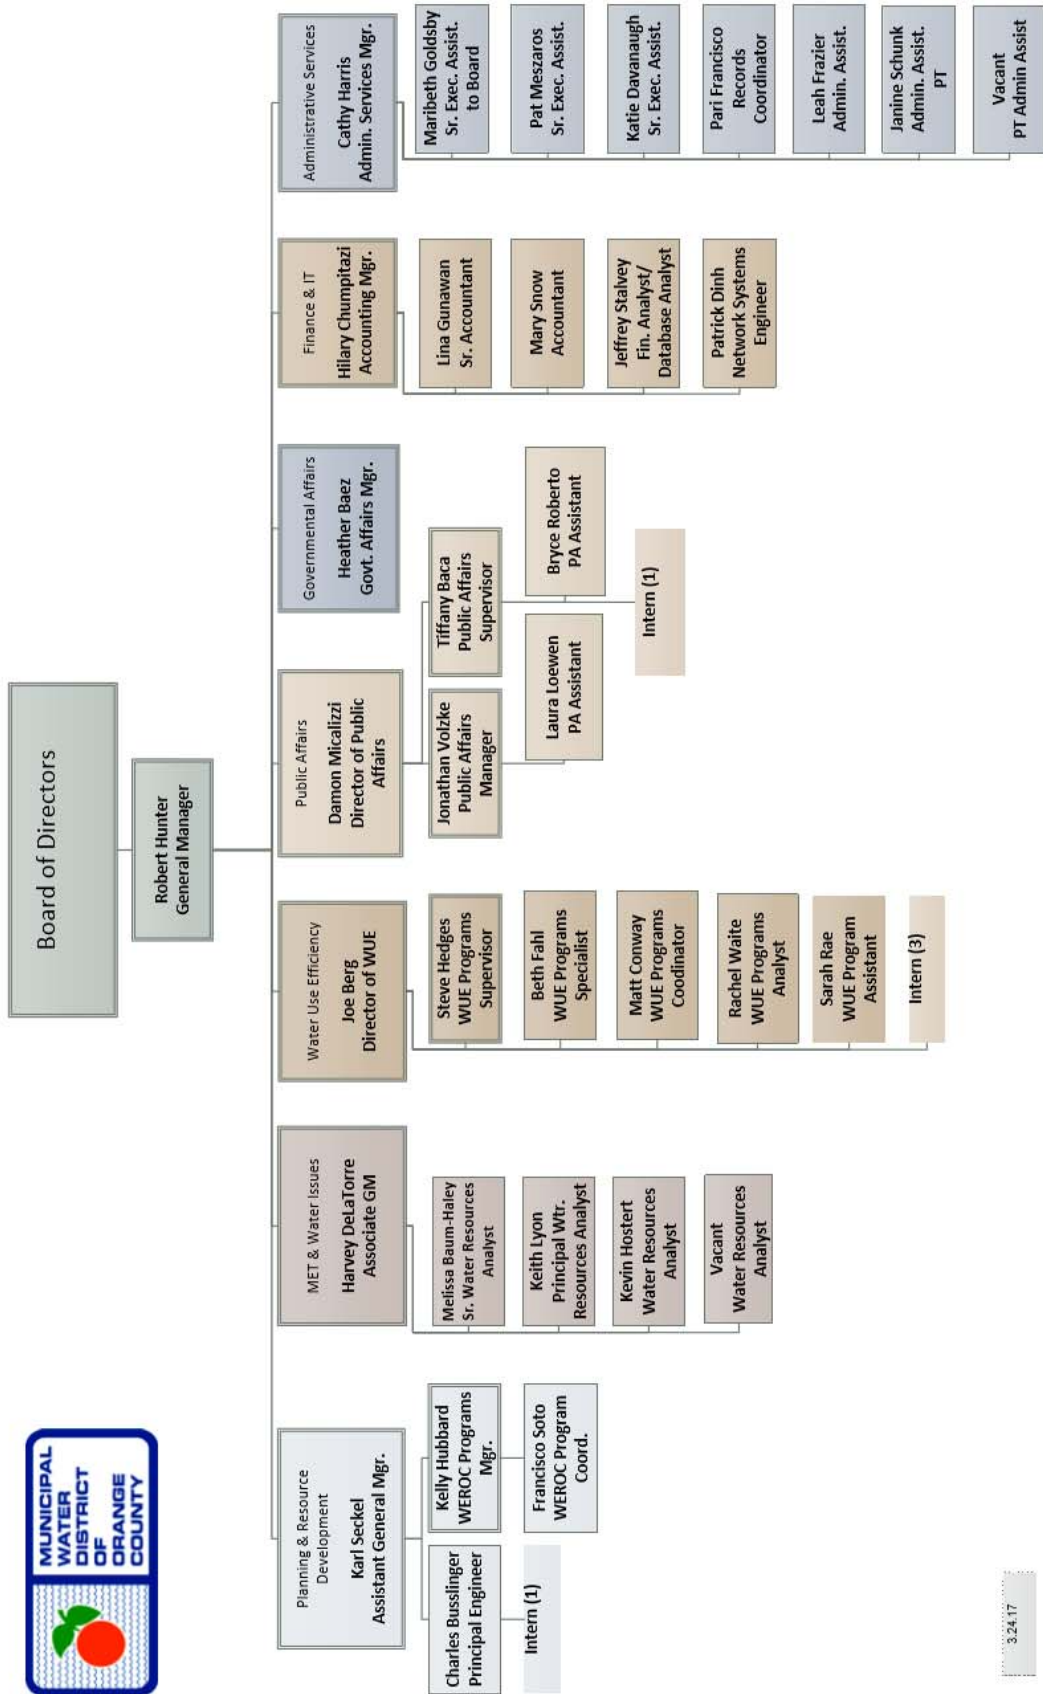 MUNICIPAL
WATER
DISTRICT
OF
ORANGE
COUNTY
Board of Directors
Robert Hunter
General Manager
Planning & Resource
Development
Karl Seckel
Assistant General Mgr.
Charles Busslinger
Principal Engineer
Intern (1)
Kelly Hubbard
WEROC Programs
Mgr.
Francisco Soto
WEROC Program
Coord.
MET & Water Issues
Harvey DeLaTorre
Associate GM
Melissa Baum-Haley
Sr. Water Resources
Analyst
Keith Lyon
Principal Wtr.
Resources Analyst
Kevin Hostert
Water Resources
Analyst
Vacant
Water Resources
Analyst
Water Use Efficiency
Joe Berg
Director of WUE
Steve Hedges
WUE Programs
Supervisor
Beth Fahl
WUE Programs
Specialist
Matt Conway
WUE Programs
Coodinator
Rachel Waite
WUE Programs
Analyst
Sarah Rae
WUE Program
Assistant
Intern (3)
Public Affairs
Damon Micalizzi
Director of Public
Affairs
Jonathan Volzke
Public Affairs
Manager
Laura Loewen
PA Assistant
Tiffany Baca
Public Affairs
Supervisor
Bryce Roberto
PA Assistant
Intern (1)
Governmental Affairs
Heather Baez
Govt. Affairs Mgr.
Finance & IT
Hilary Chumpitazi
Accounting Mgr.
Lina Gunawan
Sr. Accountant
Mary Snow
Accountant
Jeffrey Stalvey
Fin. Analyst/
Database Analyst
Patrick Dinh
Network Systems
Engineer
Administrative Services
Cathy Harris
Admin. Services Mgr.
Maribeth Goldsby
Sr. Exec. Assist.
to Board
Pat Meszaros
Sr. Exec. Assist.
Katie Davanaugh
Sr. Exec. Assist.
Pari Francisco
Records
Coordinator
Leah Frazier
Admin. Assist.
Janine Schunk
Admin. Assist.
PT
Vacant
PT Admin Assist
3.24.17